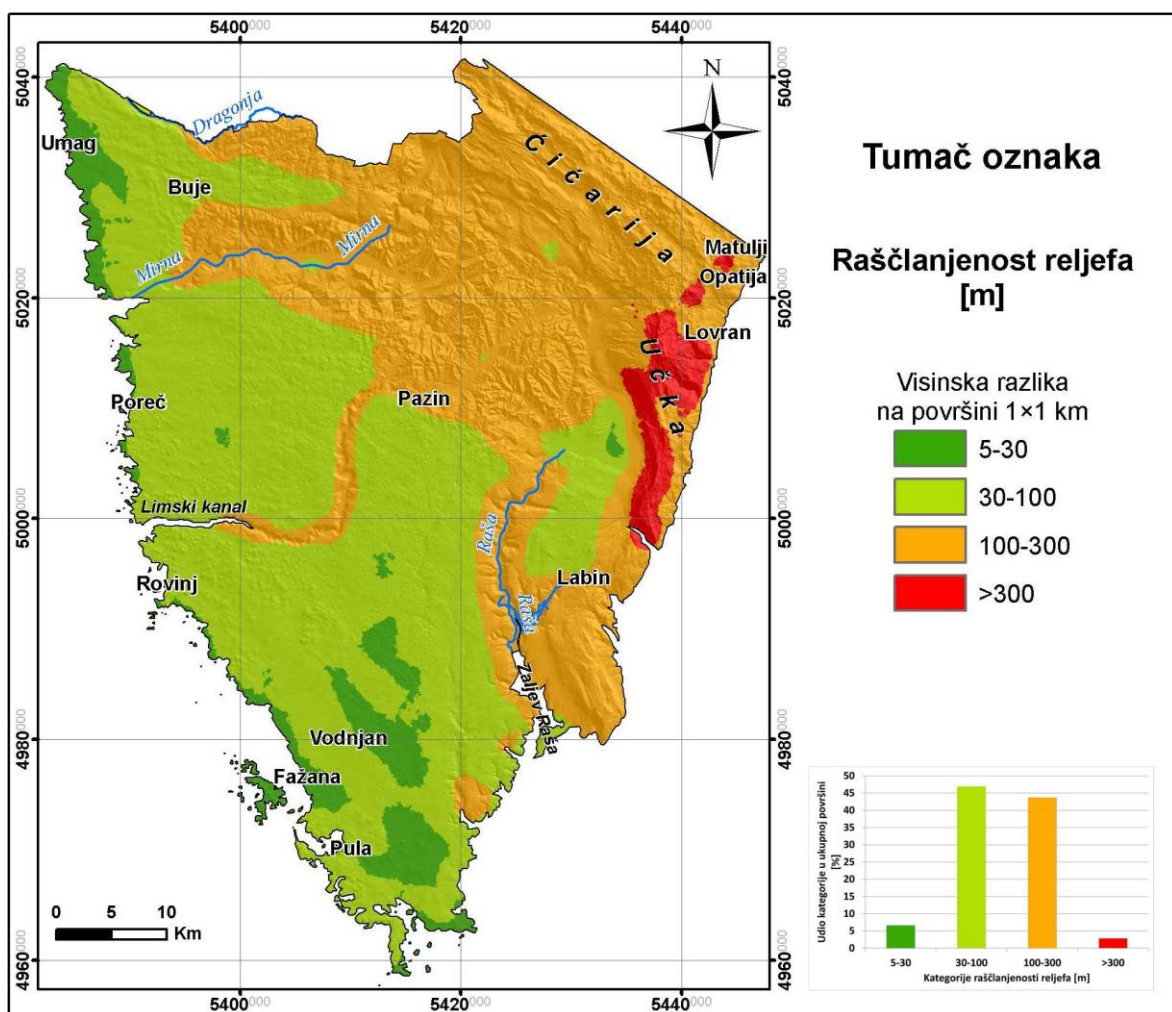 5400000
5420000
5440000
5040000
5020000
5000000
4980000
4960000
5040000
5020000
5000000
4980000
4960000
N
Dragonja
Umag
Buje
Ćićarija
Mirna
Mirna
Matulji
Opatija
Lovran
Učka
Poreč
Pazin
Limski kanal
Raša
Rovinj
Labin
Raša
Zaljev Raša
Vodnjan
Fažana
Pula
0 5 10
Km
5400000
5420000
5440000
Tumač oznaka
Raščlanjenost reljefa
[m]
Visinska razlika
na površini 1×1 km
5-30
30-100
100-300
>300
Udio kategorije u ukupnoj površini
[%]
50
45
40
35
30
25
20
15
10
5
0
5-30
30-100
100-300
>300
Kategorije raščlanjenosti reljefa [m]